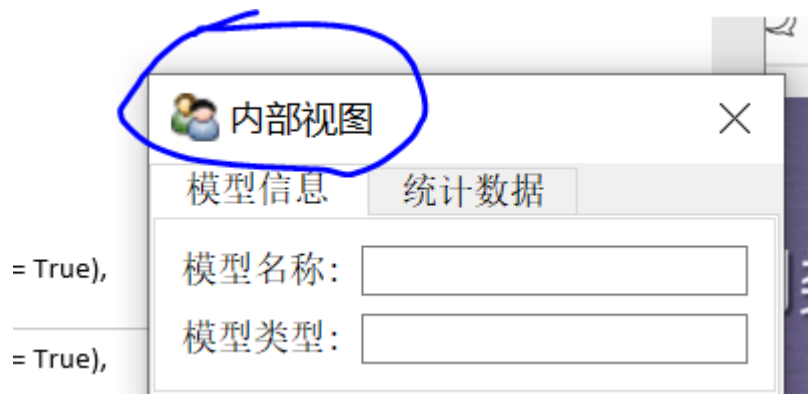 内部视图
模型信息 统计数据
= True), 模型名称:
模型类型:
= True),